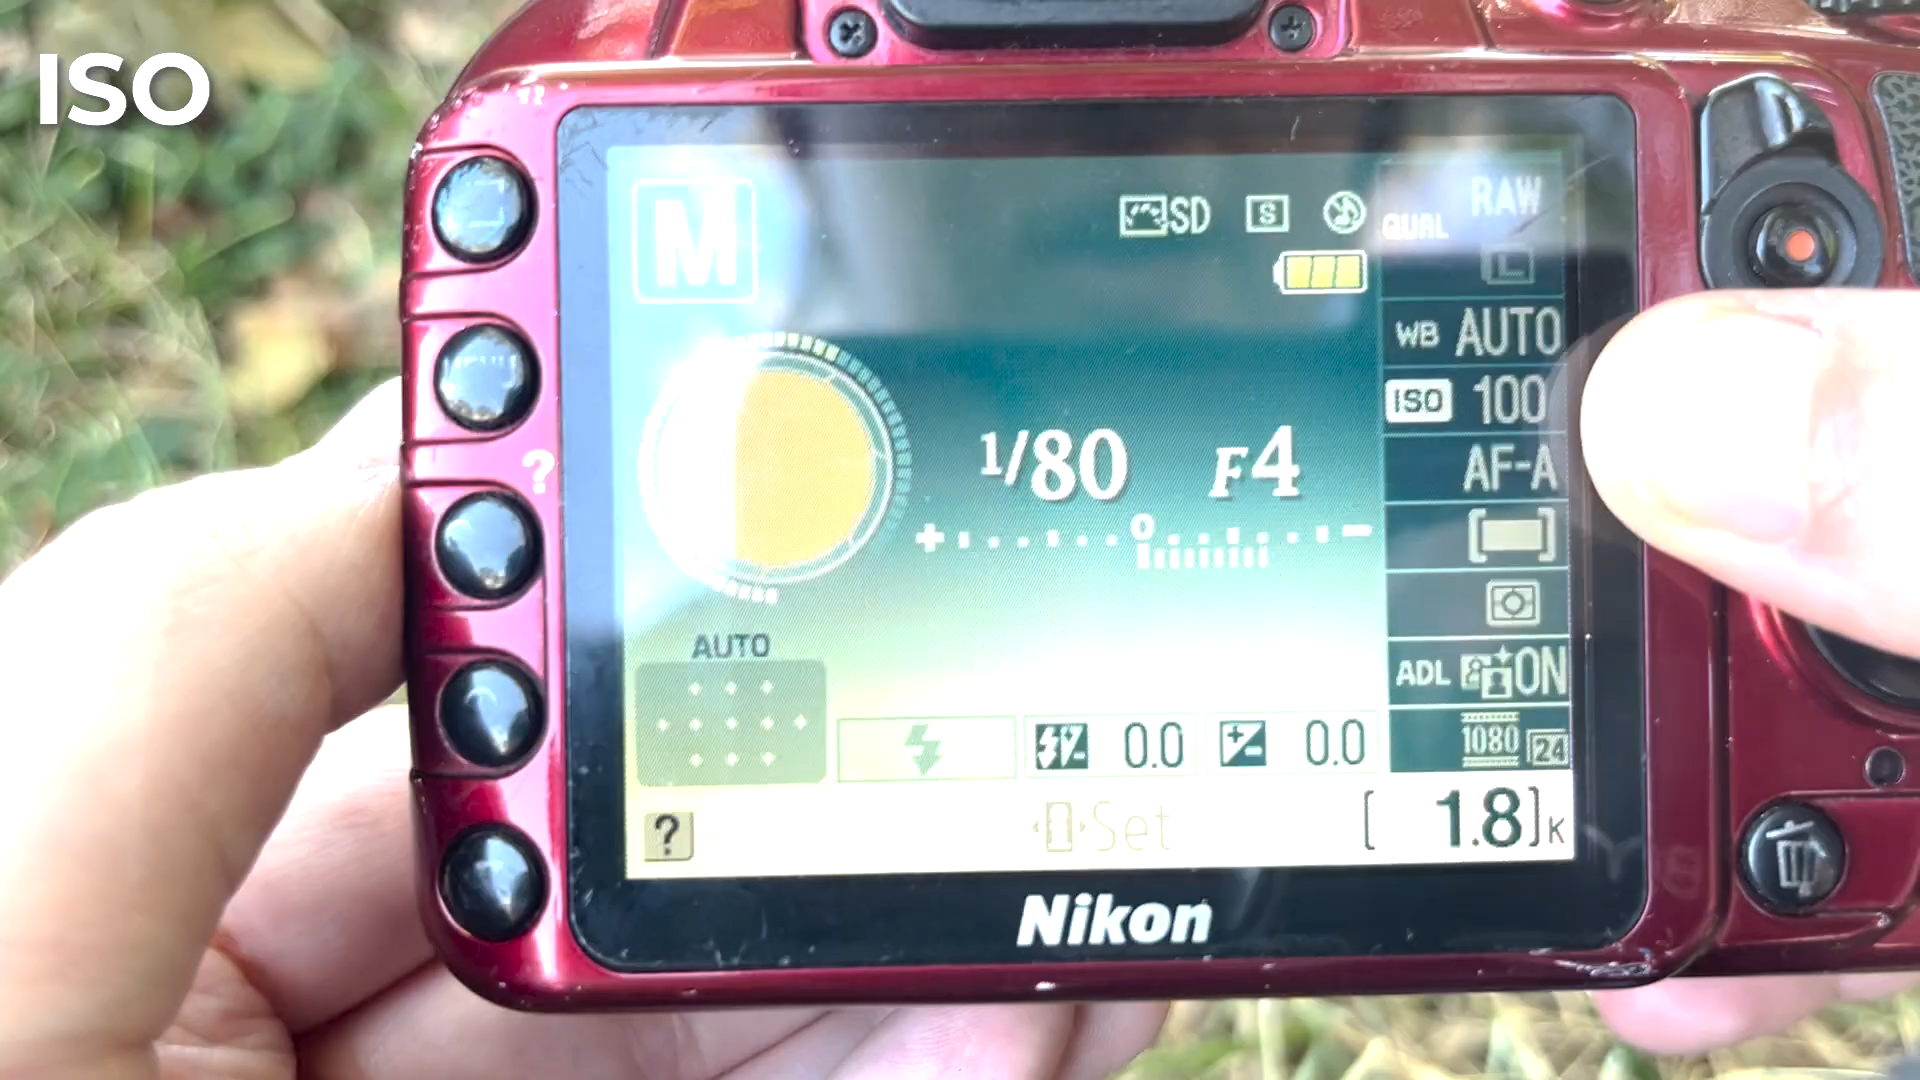 ISO
M
SD
S
QUAL RAW
L
WB AUTO
ISO 100
AF-A
1/80 F4
+ 0 -
?
AUTO
ADL ON
0.0 0.0
1080 24
? Set [ 1.8]K
Nikon